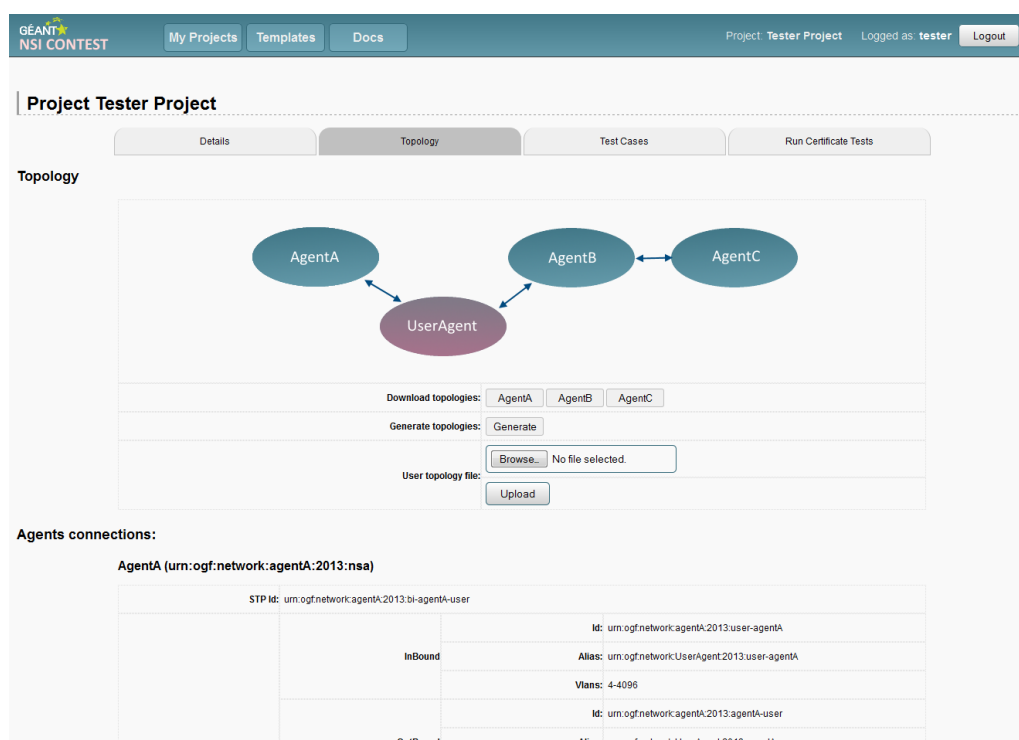 GÉANT
NSI CONTEST
My Projects Templates Docs Project: Tester Project Logged as: tester Logout
Project Tester Project
Details Topology Test Cases Run Certificate Tests
Topology
AgentA AgentB AgentC
UserAgent
Download topologies: AgentA AgentB AgentC
Generate topologies: Generate
User topology file: Browse... No file selected.
Upload
Agents connections:
AgentA (urn:ogf:network:agentA:2013:nsa)
STP Id: urn:ogf:network:agentA:2013:bi-agentA-user
Id: urn:ogf:network:agentA:2013:user-agentA
InBound Alias: urn:ogf:network:UserAgent:2013:user-agentA
Vlans: 4-4096
Id: urn:ogf:network:agentA:2013:agentA-user